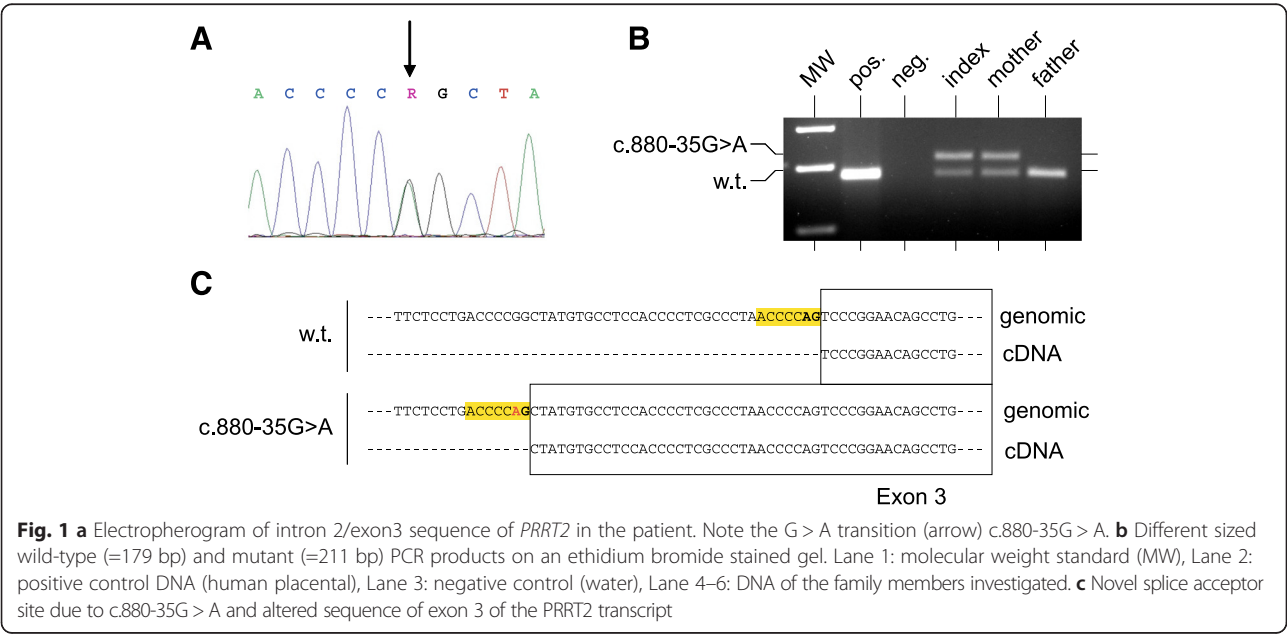 A
A C C C C R G C T A
B
MW pos. neg. index mother father
c.880-35G>A
w.t.
C
w.t.
---TTCTCCTGACCCCGGCTATGTGCCTCCACCCCTCGCCCTAACCCCAGTCCCGGAACAGCCTG--- genomic
------------------------------------------------TCCCGGAACAGCCTG--- cDNA
c.880-35G>A
---TTCTCCTGACCCCAGCTATGTGCCTCCACCCCTCGCCCTAACCCCAGTCCCGGAACAGCCTG--- genomic
-----------------CTATGTGCCTCCACCCCTCGCCCTAACCCCAGTCCCGGAACAGCCTG--- cDNA
Exon 3
Fig. 1 a Electropherogram of intron 2/exon3 sequence of PRRT2 in the patient. Note the G > A transition (arrow) c.880-35G > A. b Different sized
wild-type (=179 bp) and mutant (=211 bp) PCR products on an ethidium bromide stained gel. Lane 1: molecular weight standard (MW), Lane 2:
positive control DNA (human placental), Lane 3: negative control (water), Lane 4–6: DNA of the family members investigated. c Novel splice acceptor
site due to c.880-35G > A and altered sequence of exon 3 of the PRRT2 transcript